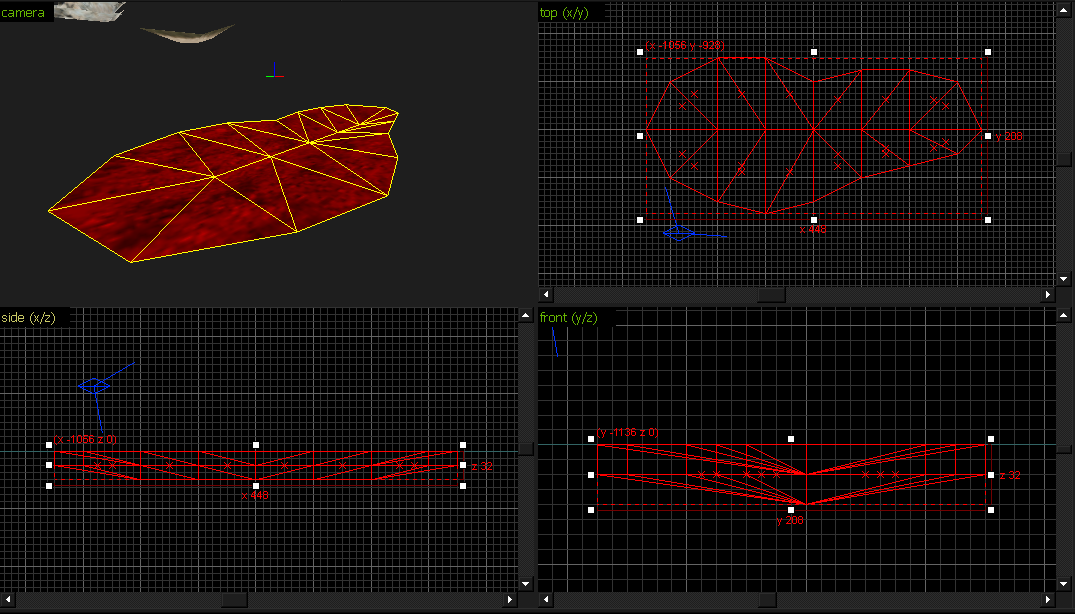 camera
top (x/y)
(x -1056 y -928)
y 208
x 448
side (x/z)
(x -1056 z 0)
z 32
x 448
front (y/z)
(y -1136 z 0)
z 32
y 208